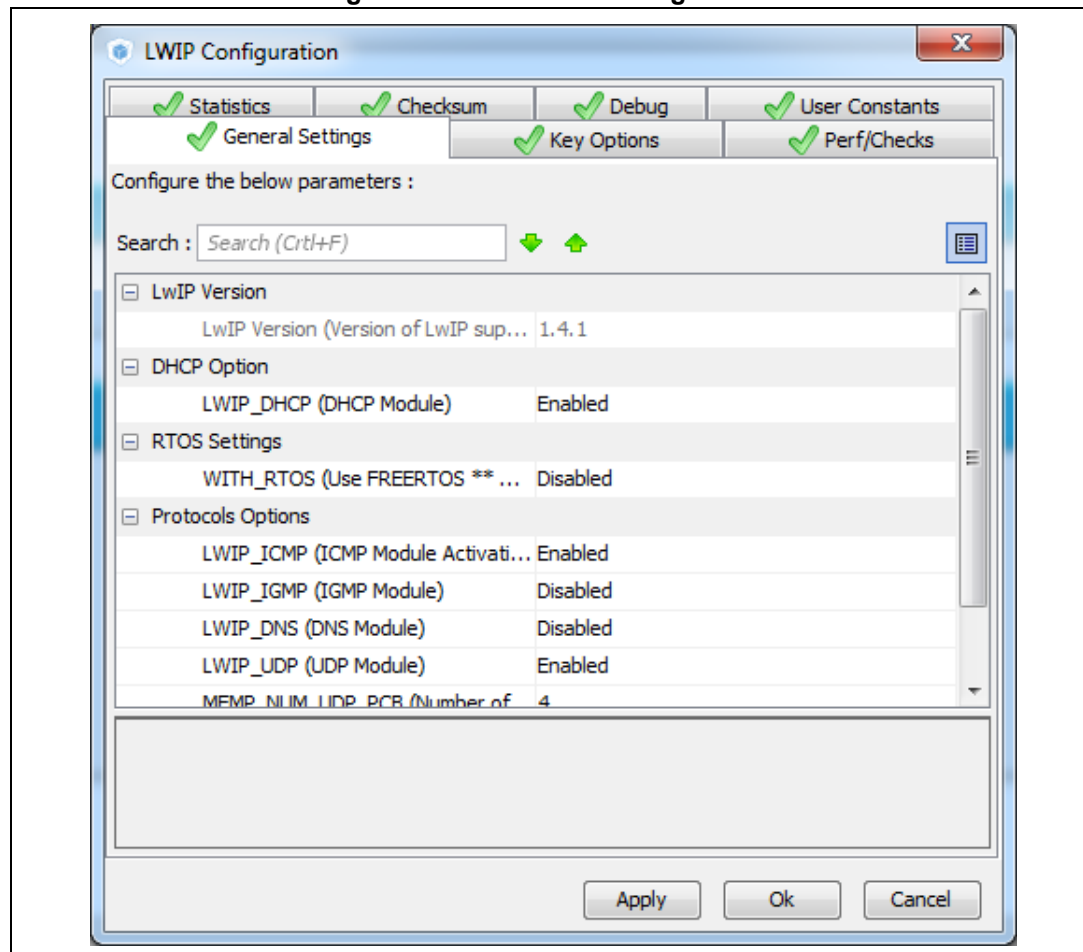 LWIP Configuration
Statistics Checksum Debug User Constants
General Settings Key Options Perf/Checks
Configure the below parameters :
Search : Search (Crtl+F)
LwIP Version
LwIP Version (Version of LwIP sup... 1.4.1
DHCP Option
LWIP_DHCP (DHCP Module) Enabled
RTOS Settings
WITH_RTOS (Use FREERTOS ** ... Disabled
Protocols Options
LWIP_ICMP (ICMP Module Activati... Enabled
LWIP_IGMP (IGMP Module) Disabled
LWIP_DNS (DNS Module) Disabled
LWIP_UDP (UDP Module) Enabled
MEMP_NUM_UDP_PCB (Number of 4
Apply Ok Cancel